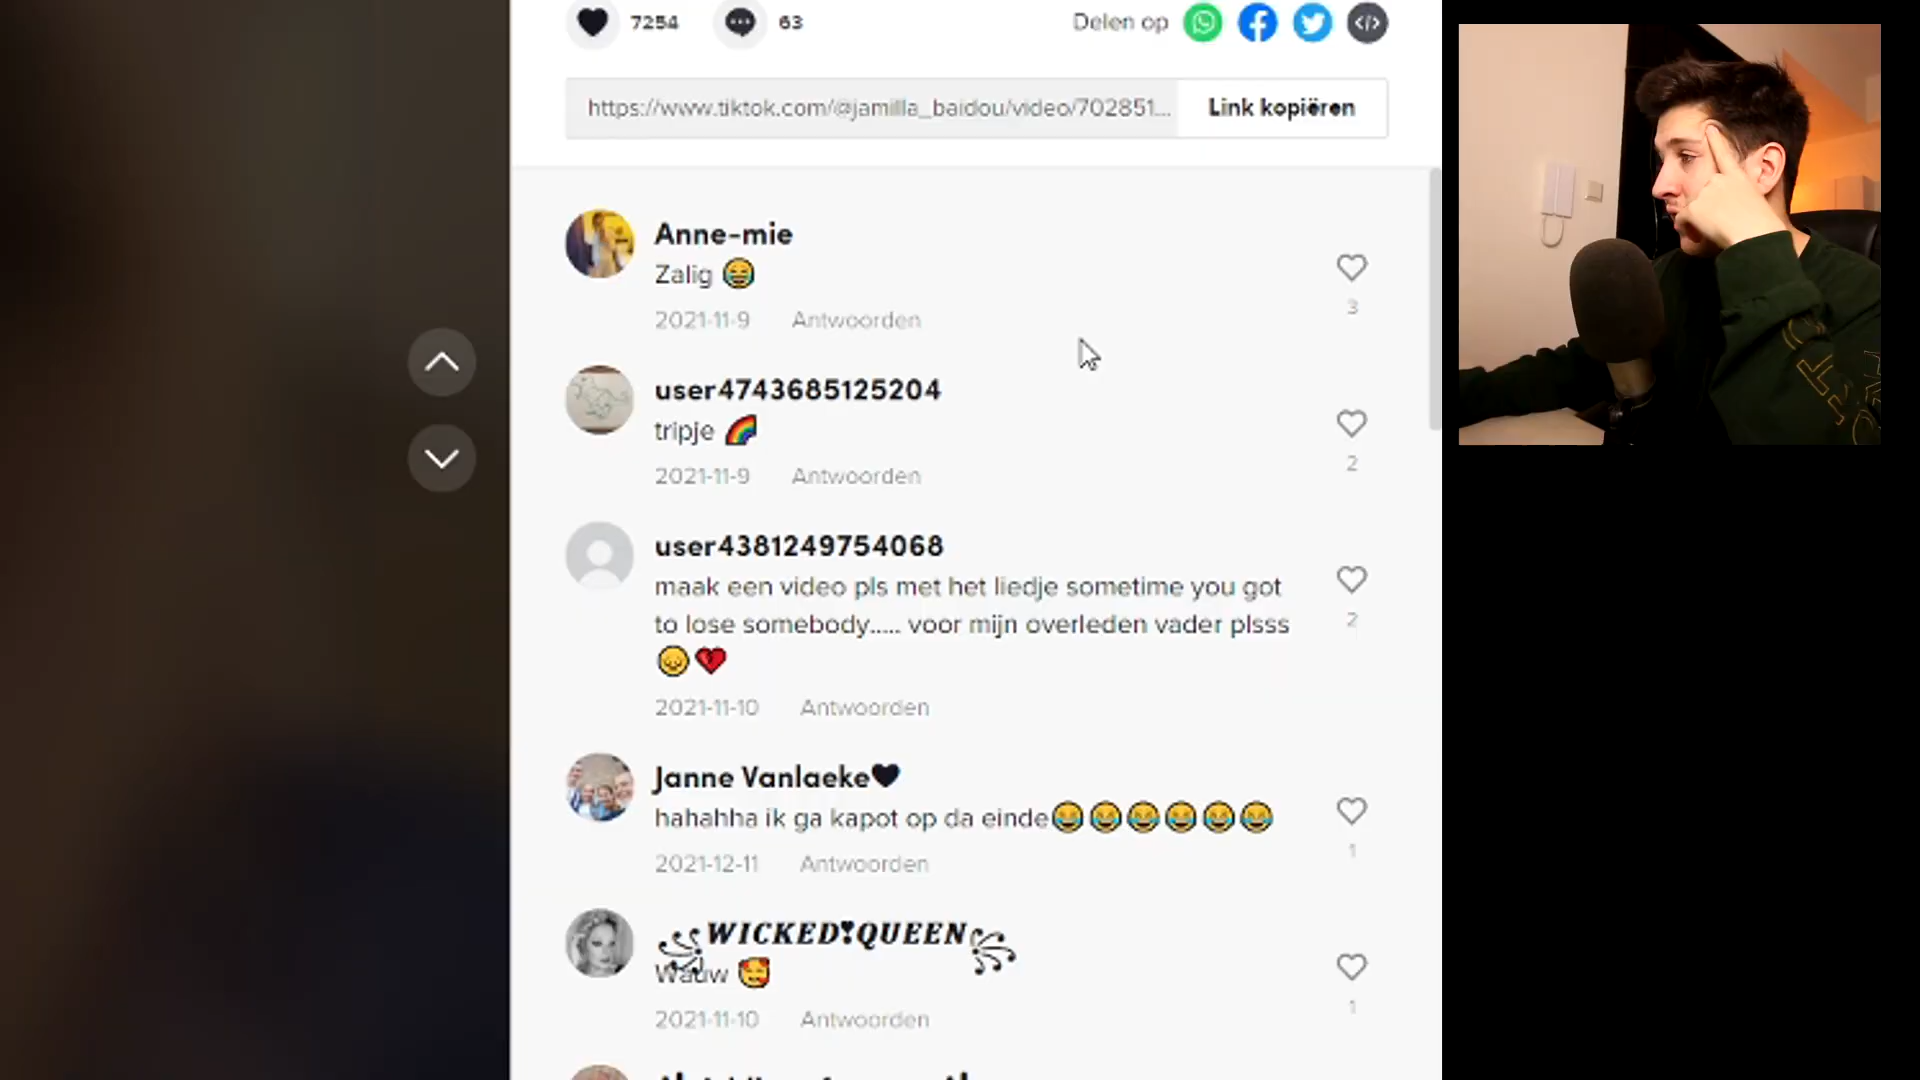 7254 63 Delen op
https://www.tiktok.com/@jamilla_baidou/video/702851... Link kopiëren
Anne-mie
Zalig 😂
3
2021-11-9 Antwoorden
user4743685125204
tripje 🌈
2
2021-11-9 Antwoorden
user4381249754068
maak een video pls met het liedje sometime you got
to lose somebody..... voor mijn overleden vader plsss
😞💔
2
2021-11-10 Antwoorden
Janne Vanlaeke🖤
hahahha ik ga kapot op da einde😂😂😂😂😂😂
1
2021-12-11 Antwoorden
WICKED❣QUEEN
Wauw 🥰
1
2021-11-10 Antwoorden